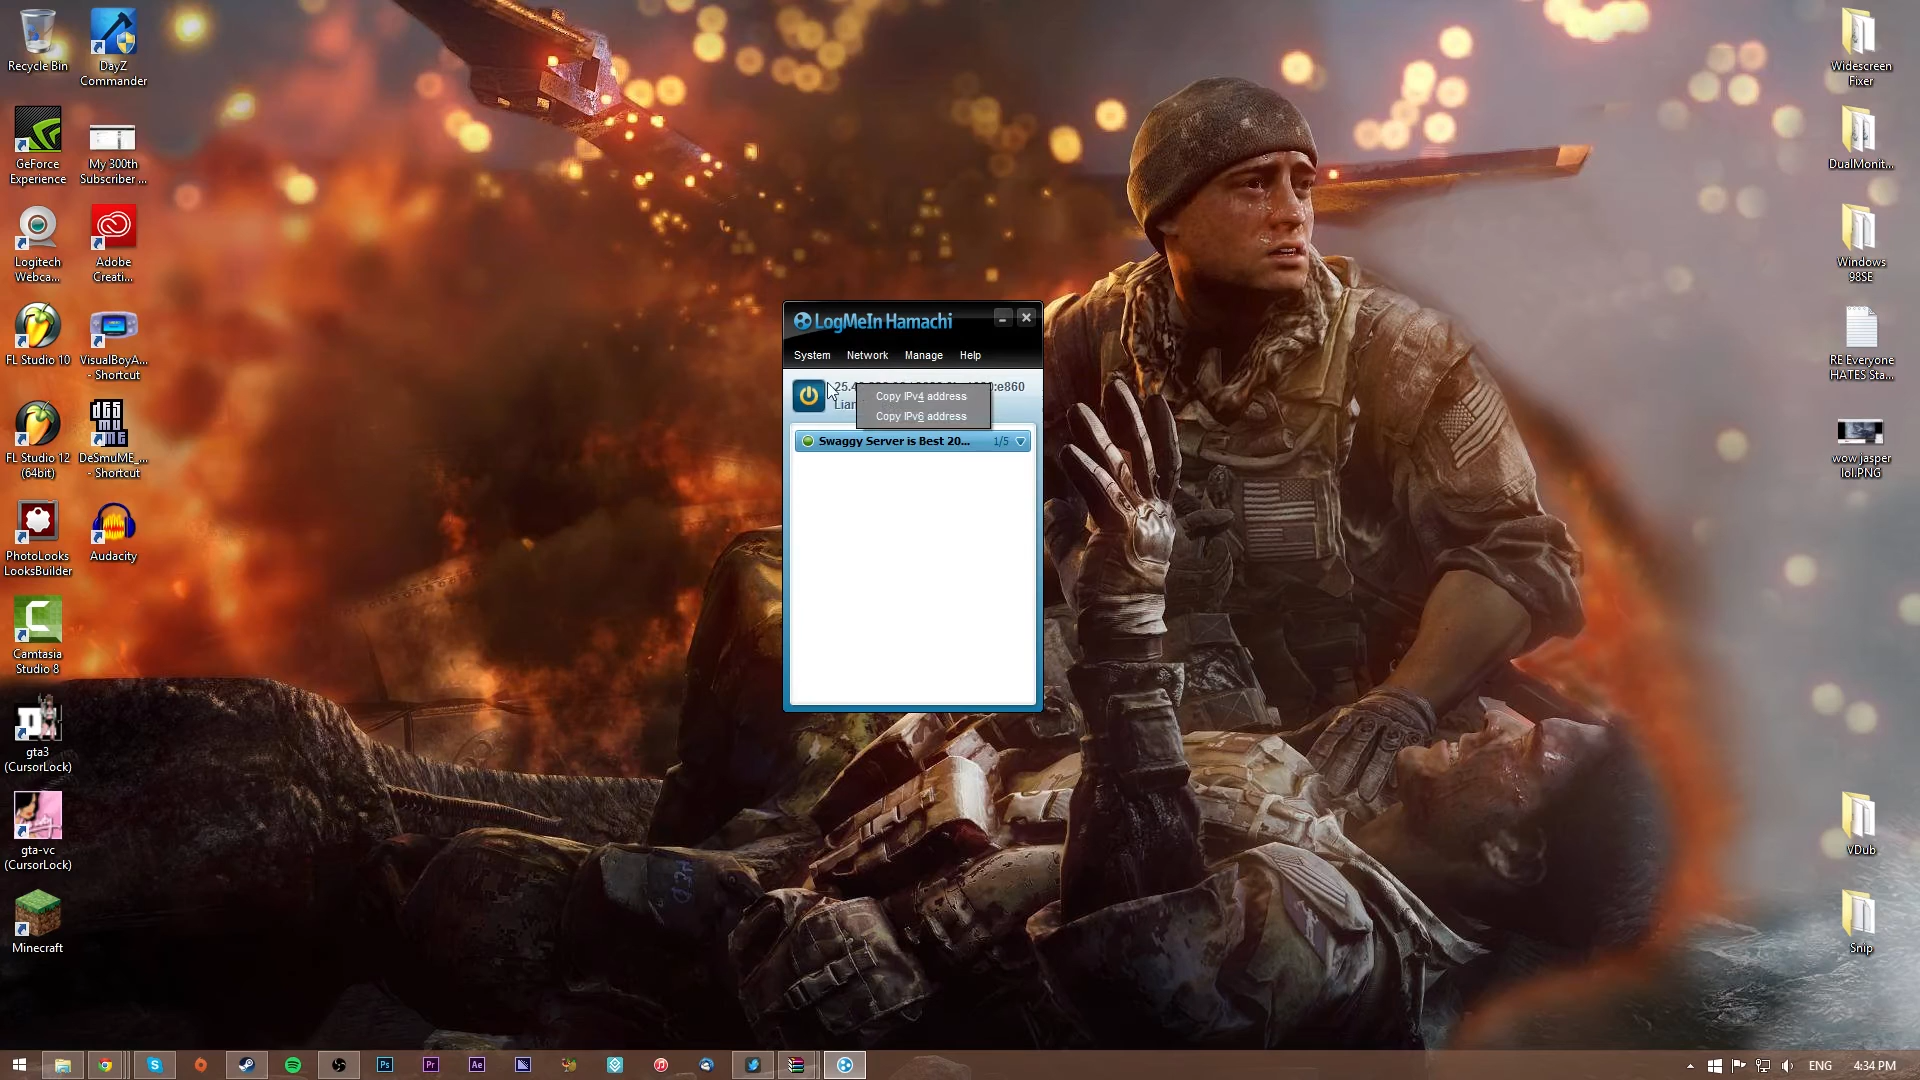 Recycle Bin
DayZ
Commander
GeForce
Experience
My 300th
Subscriber ...
Logitech
Webca...
Adobe
Creati...
FL Studio 10
VisualBoyA...
- Shortcut
FL Studio 12
(64bit)
DeSmuME_...
- Shortcut
PhotoLooks
LooksBuilder
Audacity
Camtasia
Studio 8
gta3
(CursorLock)
gta-vc
(CursorLock)
Minecraft
LogMeIn Hamachi
System Network Manage Help
:e860
Copy IPv4 address
Copy IPv6 address
Swaggy Server is Best 20... 1/5
Widescreen
Fixer
DualMonit...
Windows
98SE
RE Everyone
HATES Sta...
wow jasper
lol.PNG
VDub
Snip
Ps Pr Ae
ENG 4:34 PM